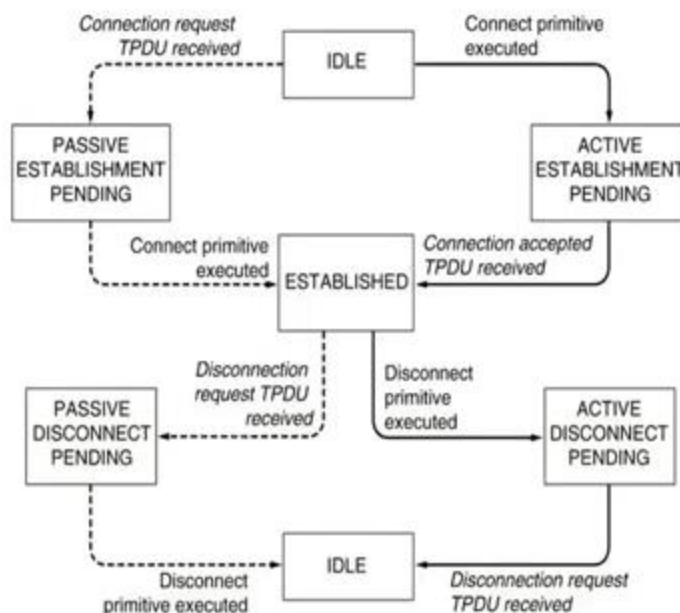 Connection request
TPDU received
IDLE
Connect primitive
executed
PASSIVE
ESTABLISHMENT
PENDING
ACTIVE
ESTABLISHMENT
PENDING
Connect primitive
executed
ESTABLISHED
Connection accepted
TPDU received
Disconnection
request TPDU
received
Disconnect
primitive
executed
PASSIVE
DISCONNECT
PENDING
ACTIVE
DISCONNECT
PENDING
Disconnect
primitive executed
IDLE
Disconnection request
TPDU received